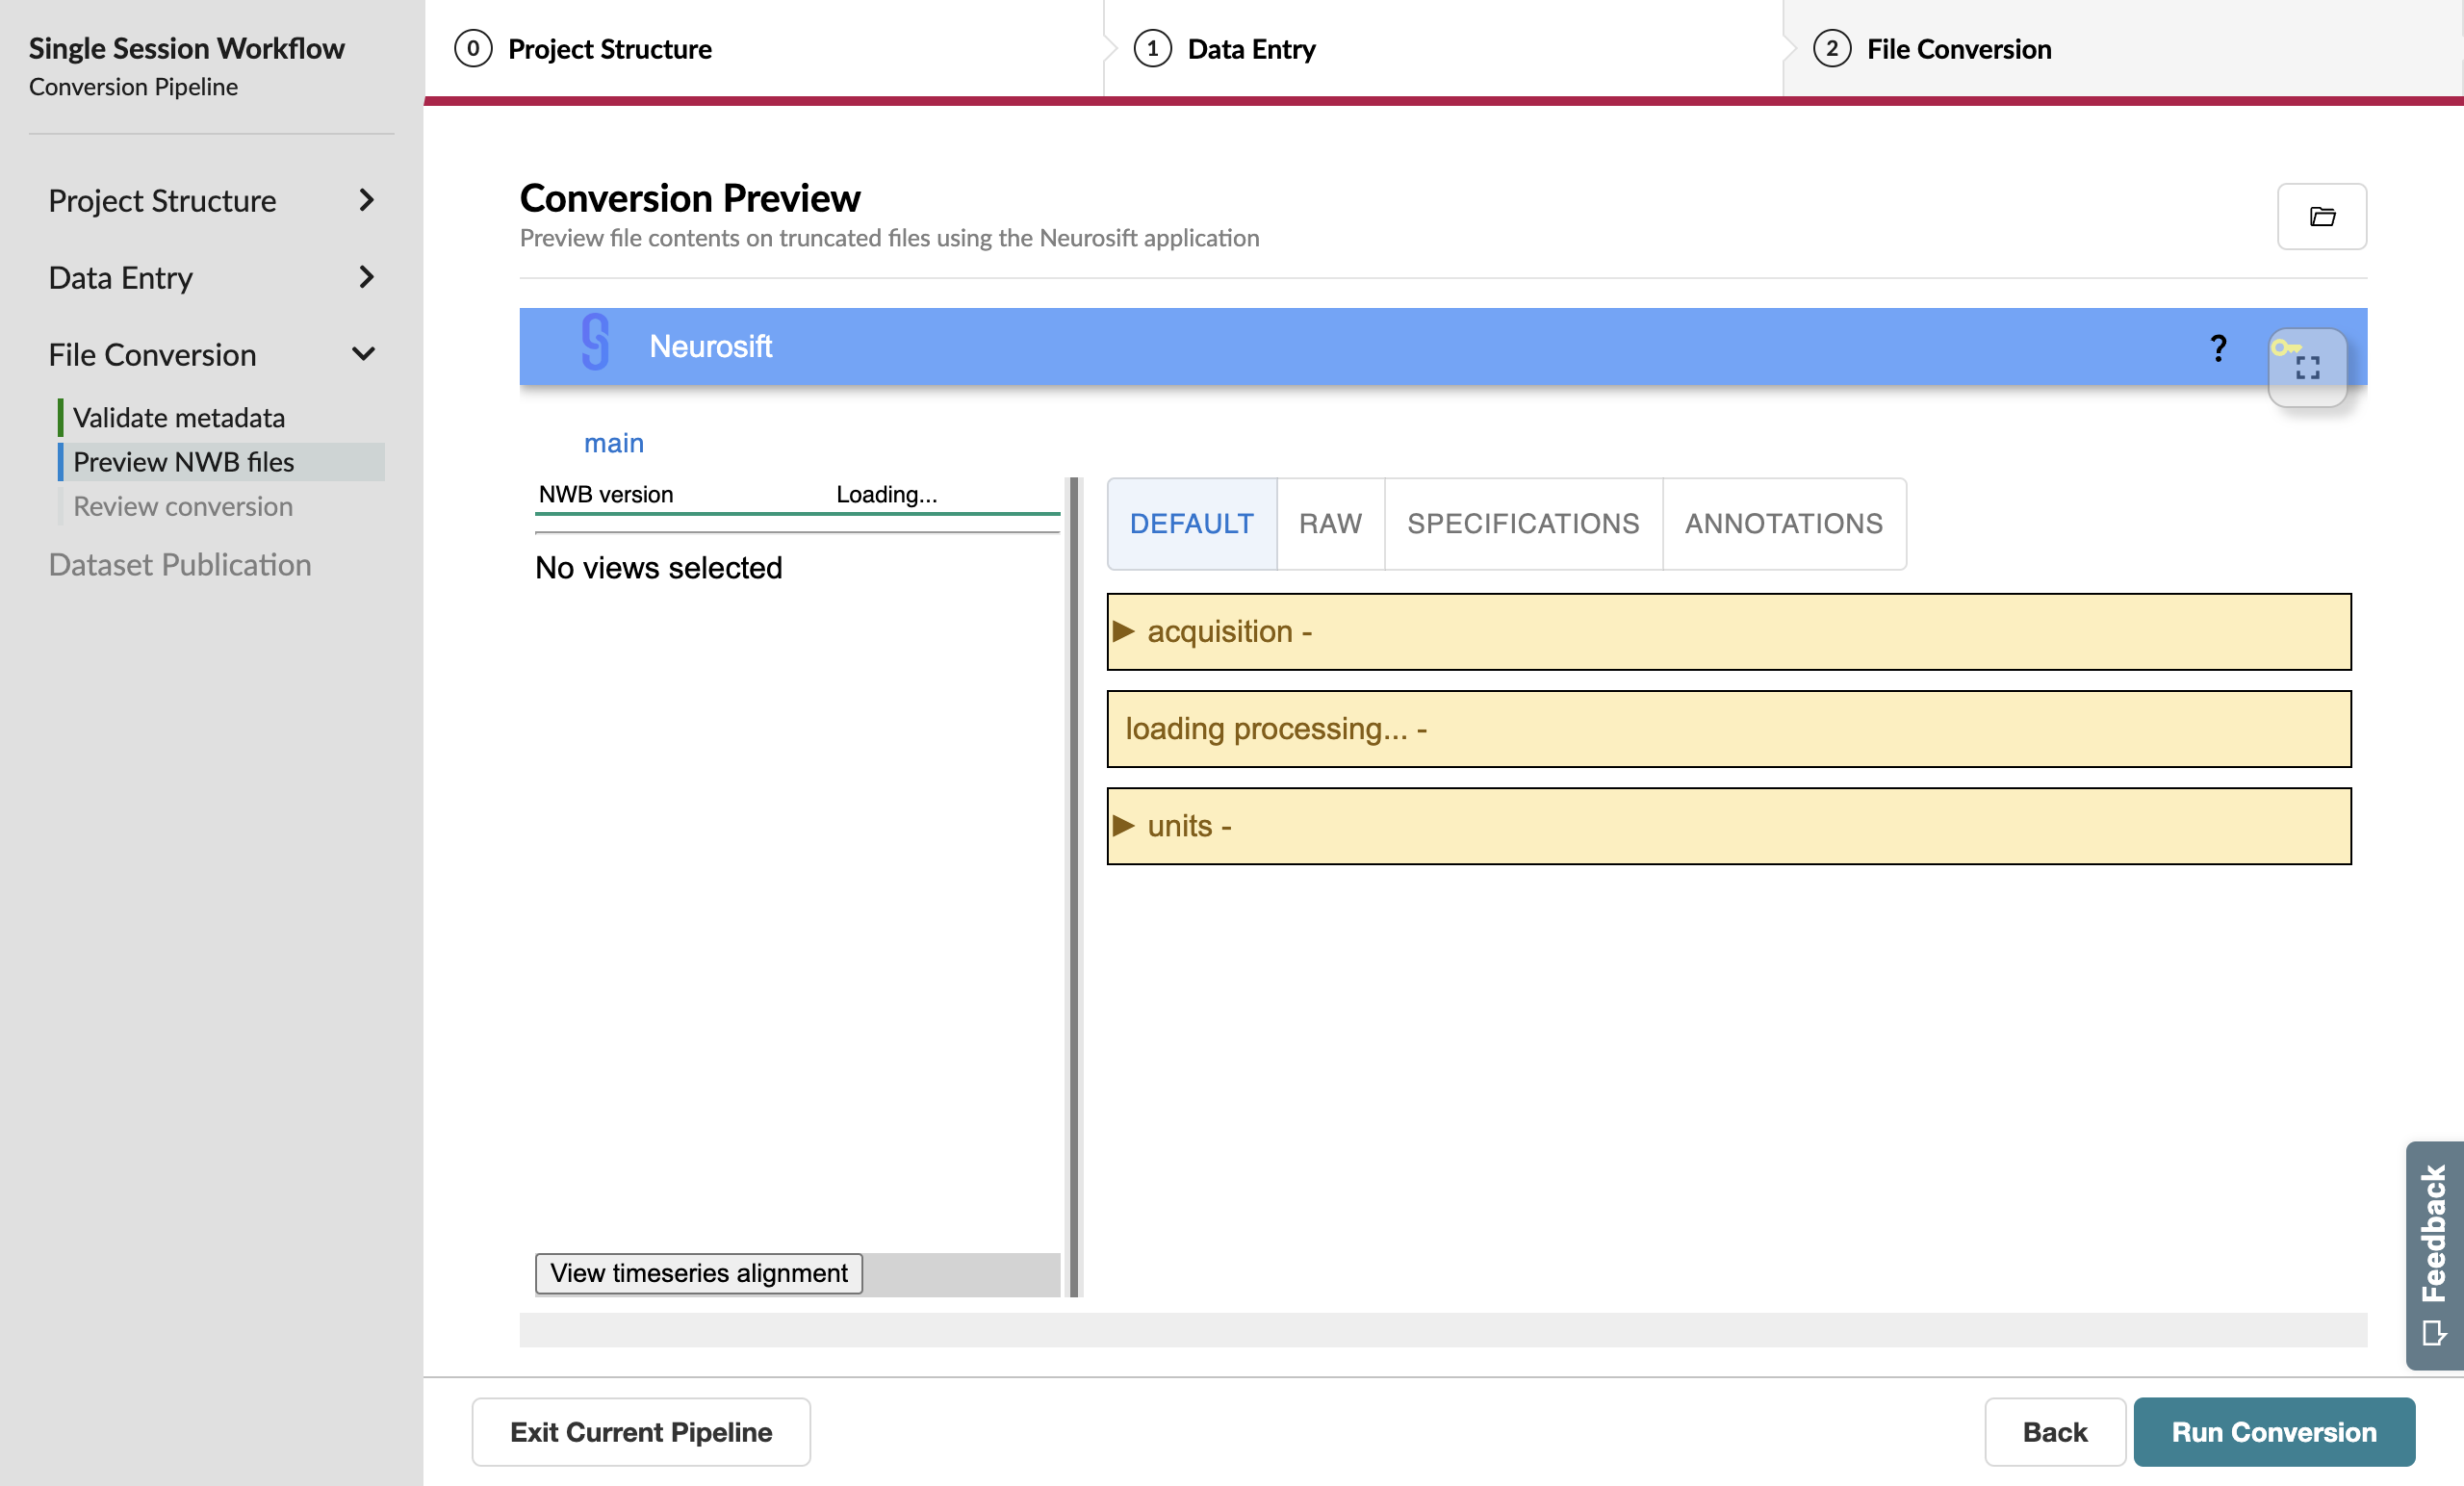 Single Session Workflow
Conversion Pipeline
Project Structure
Data Entry
File Conversion
Validate metadata
Preview NWB files
Review conversion
Dataset Publication
0 Project Structure
1 Data Entry
2 File Conversion
Conversion Preview
Preview file contents on truncated files using the Neurosift application
Neurosift
?
main
NWB version Loading...
No views selected
View timeseries alignment
DEFAULT RAW SPECIFICATIONS ANNOTATIONS
acquisition -
loading processing... -
units -
Feedback
Exit Current Pipeline
Back
Run Conversion